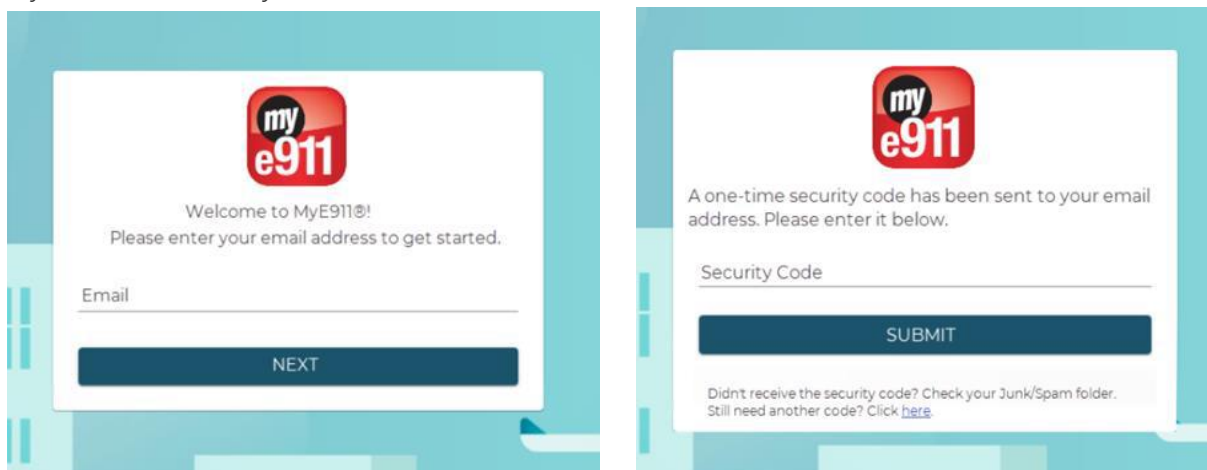 my
e911
Welcome to MyE911®!
Please enter your email address to get started.
Email
NEXT
my
e911
A one-time security code has been sent to your email
address. Please enter it below.
Security Code
SUBMIT
Didn't receive the security code? Check your Junk/Spam folder.
Still need another code? Click here.